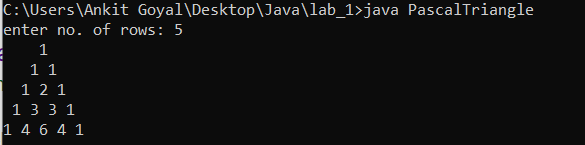 C:\Users\Ankit Goyal\Desktop\Java\lab_1>java PascalTriangle
enter no. of rows: 5
    1
   1 1
  1 2 1
 1 3 3 1
1 4 6 4 1